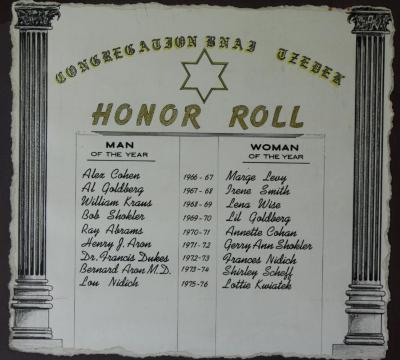 CONGREGATION BNAI TZEDEK
HONOR ROLL
MAN OF THE YEAR
WOMAN OF THE YEAR
Alex Cohen 1966-67 Marge Levy
Al Goldberg 1967-68 Irene Smith
William Kraus 1968-69 Lena Wise
Bob Shokler 1969-70 Lil Goldberg
Ray Abrams 1970-71 Annette Cohan
Henry J. Aron 1971-72 Gerry Ann Shokler
Dr. Francis Dukes 1972-73 Frances Nidich
Bernard Aron M.D. 1973-74 Shirley Scheff
Lou Nidich 1975-76 Lottie Kwiatek